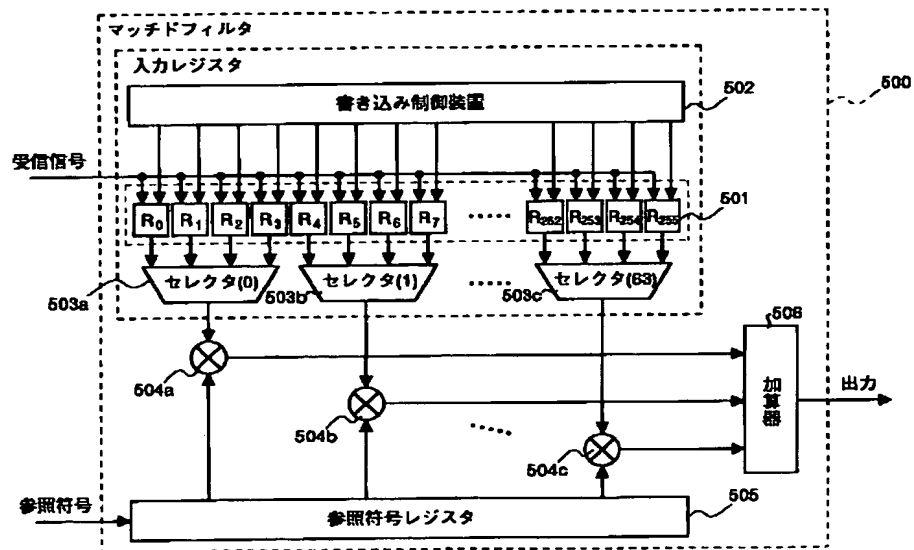 マッチドフィルタ
500
入力レジスタ
書き込み制御装置
502
受信信号
R0 R1 R2 R3 R4 R5 R6 R7 ...... R252 R253 R254 R255
501
セレクタ(0) セレクタ(1) ...... セレクタ(63)
503a 503b 503c
506
504a
加算器
出力
504b
504c
参照符号
参照符号レジスタ
505